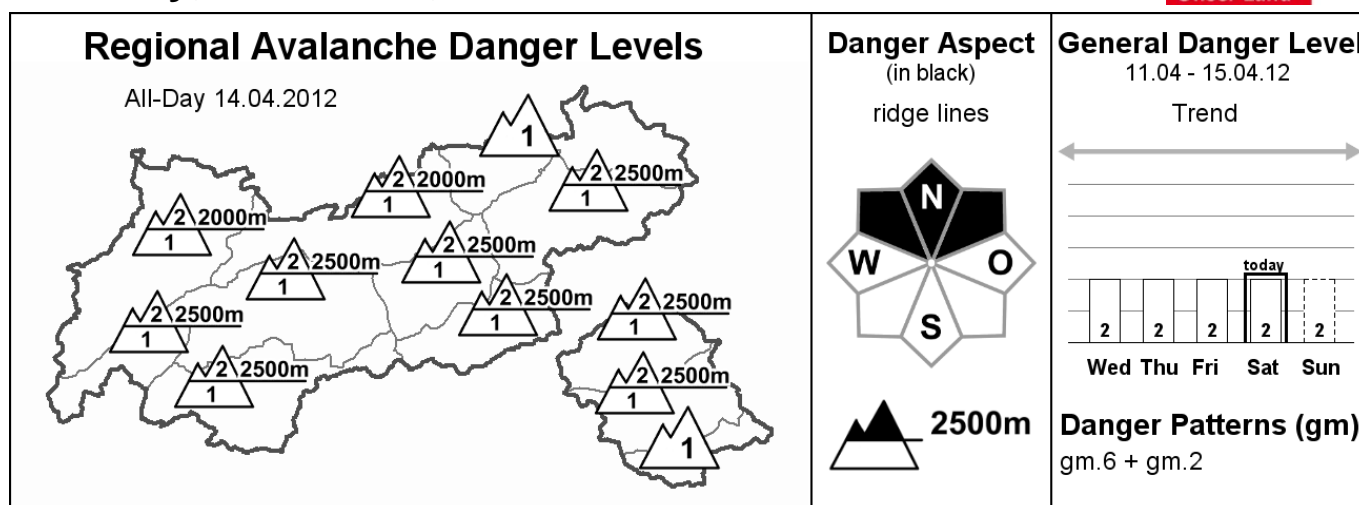 Regional Avalanche Danger Levels
All-Day 14.04.2012
1
2 2500m
1
2 2000m
1
2 2000m
1
2 2500m
1
2 2500m
1
2 2500m
1
2 2500m
1
2 2500m
1
2 2500m
1
2 2500m
1
1
Danger Aspect
(in black)
ridge lines
N
W
O
S
2500m
General Danger Level
11.04 - 15.04.12
Trend
today
2 2 2 2 2
Wed Thu Fri Sat Sun
Danger Patterns (gm)
gm.6 + gm.2